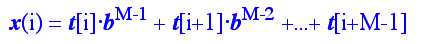 x(i) = t[i]·b^{M-1} + t[i+1]·b^{M-2} +...+ t[i+M-1]